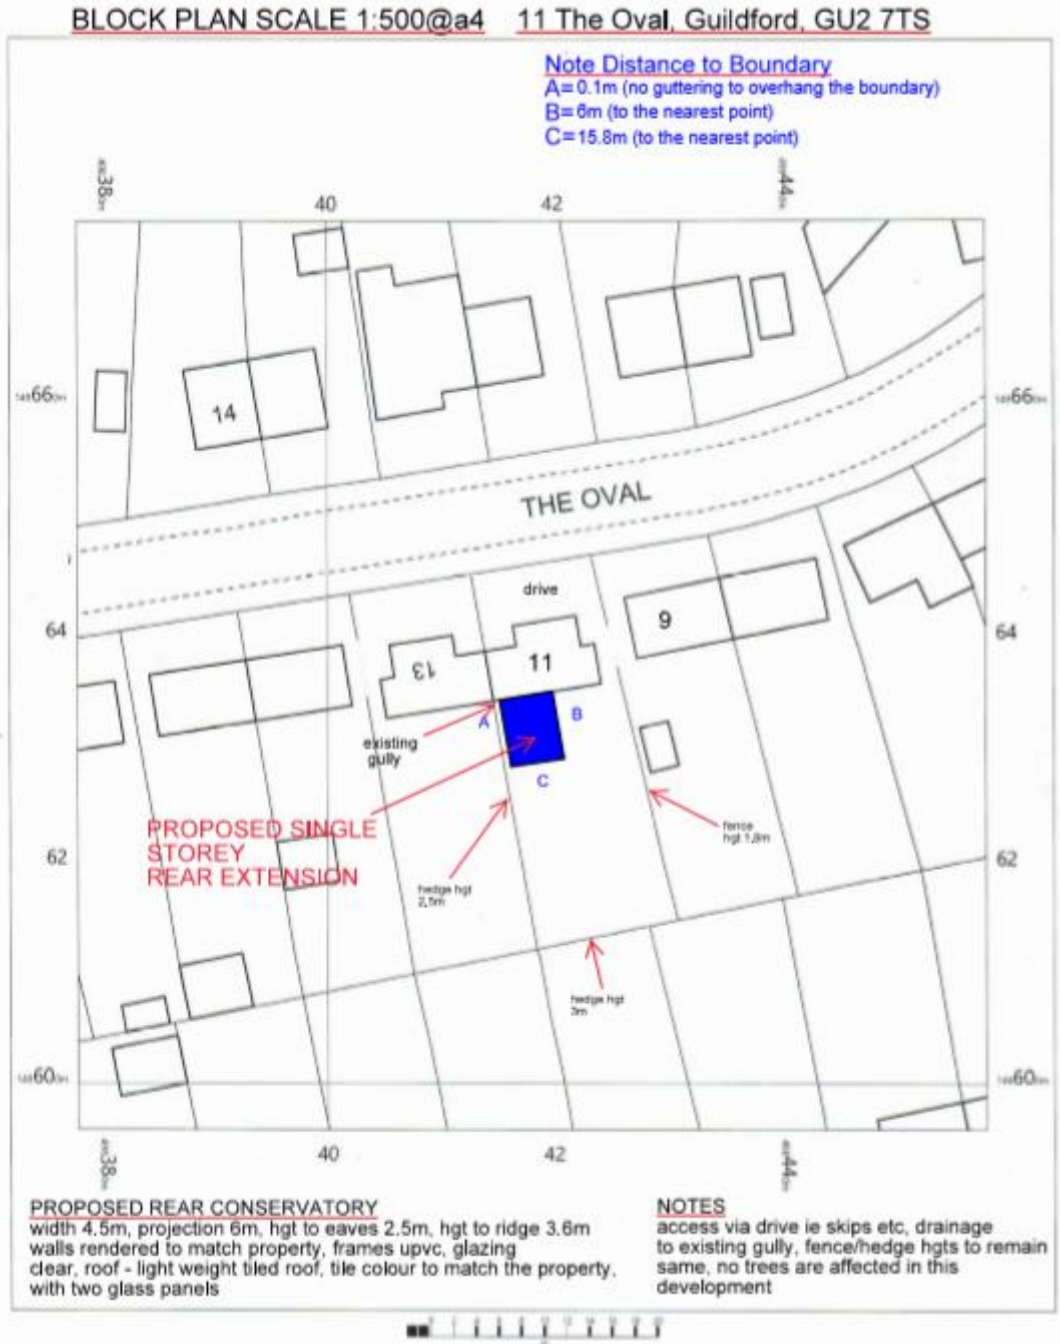 BLOCK PLAN SCALE 1:500@a4 11 The Oval, Guildford, GU2 7TS
Note Distance to Boundary
A=0.1m (no guttering to overhang the boundary)
B=6m (to the nearest point)
C=15.8m (to the nearest point)
40
42
66
66
14
THE OVAL
drive
64
64
13
11
9
A
B
existing
gully
C
PROPOSED SINGLE
STOREY
REAR EXTENSION
fence
hgt 1,8m
62
62
hedge hgt
2,5m
hedge hgt
3m
60
60
40
42
PROPOSED REAR CONSERVATORY
width 4.5m, projection 6m, hgt to eaves 2.5m, hgt to ridge 3.6m
walls rendered to match property, frames upvc, glazing
clear, roof - light weight tiled roof, tile colour to match the property,
with two glass panels
NOTES
access via drive ie skips etc, drainage
to existing gully, fence/hedge hgts to remain
same, no trees are affected in this
development